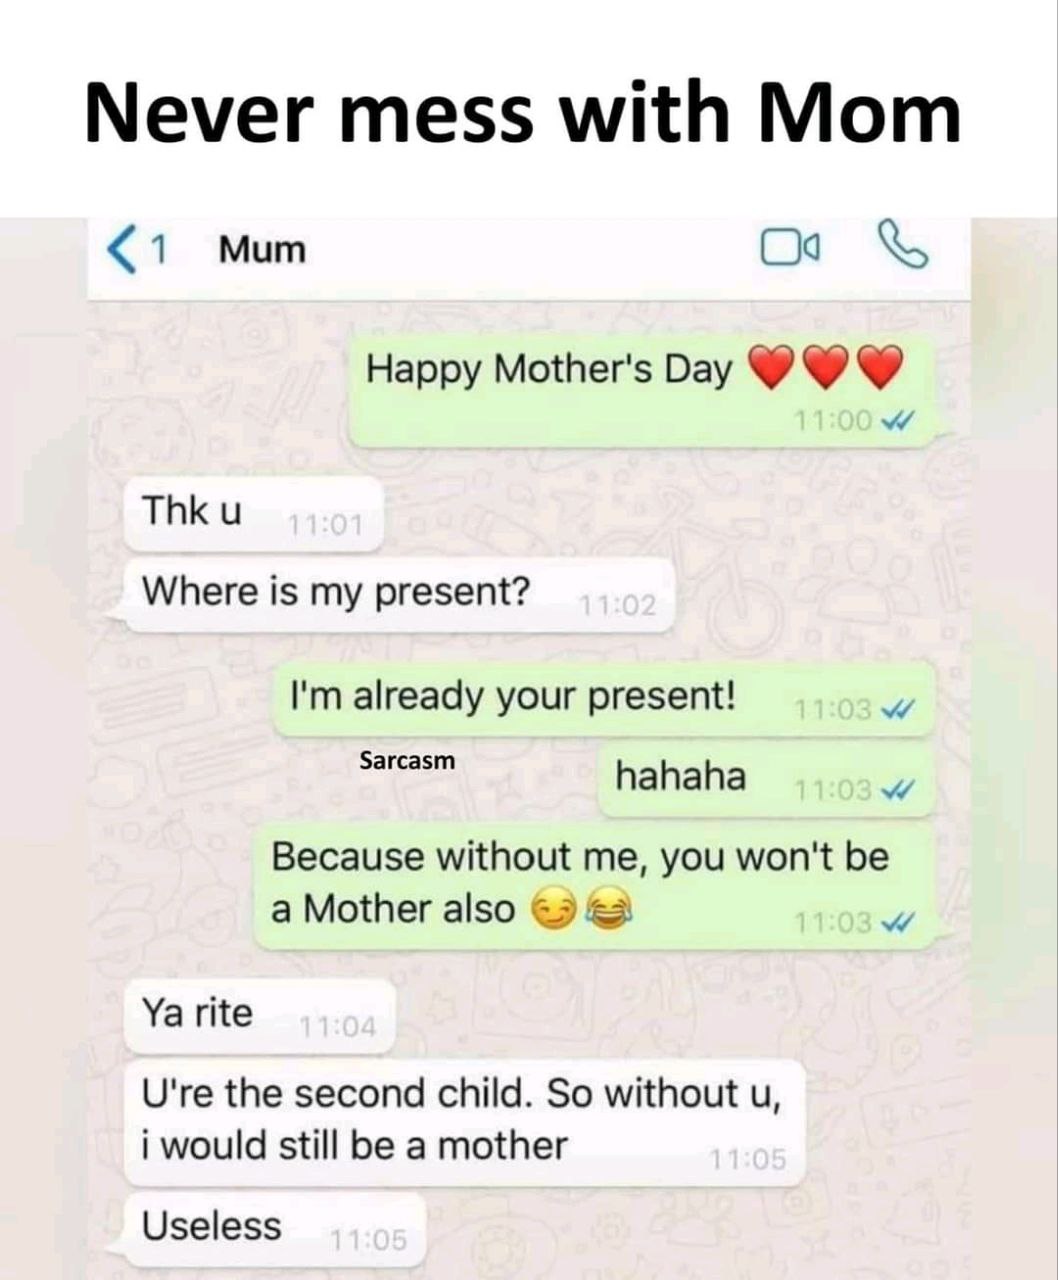 Never mess with Mom
1 Mum
Happy Mother's Day ❤️❤️❤️
11:00
Thk u 11:01
Where is my present? 11:02
I'm already your present! 11:03
Sarcasm
hahaha 11:03
Because without me, you won't be
a Mother also 😏😂 11:03
Ya rite 11:04
U're the second child. So without u,
i would still be a mother 11:05
Useless 11:05